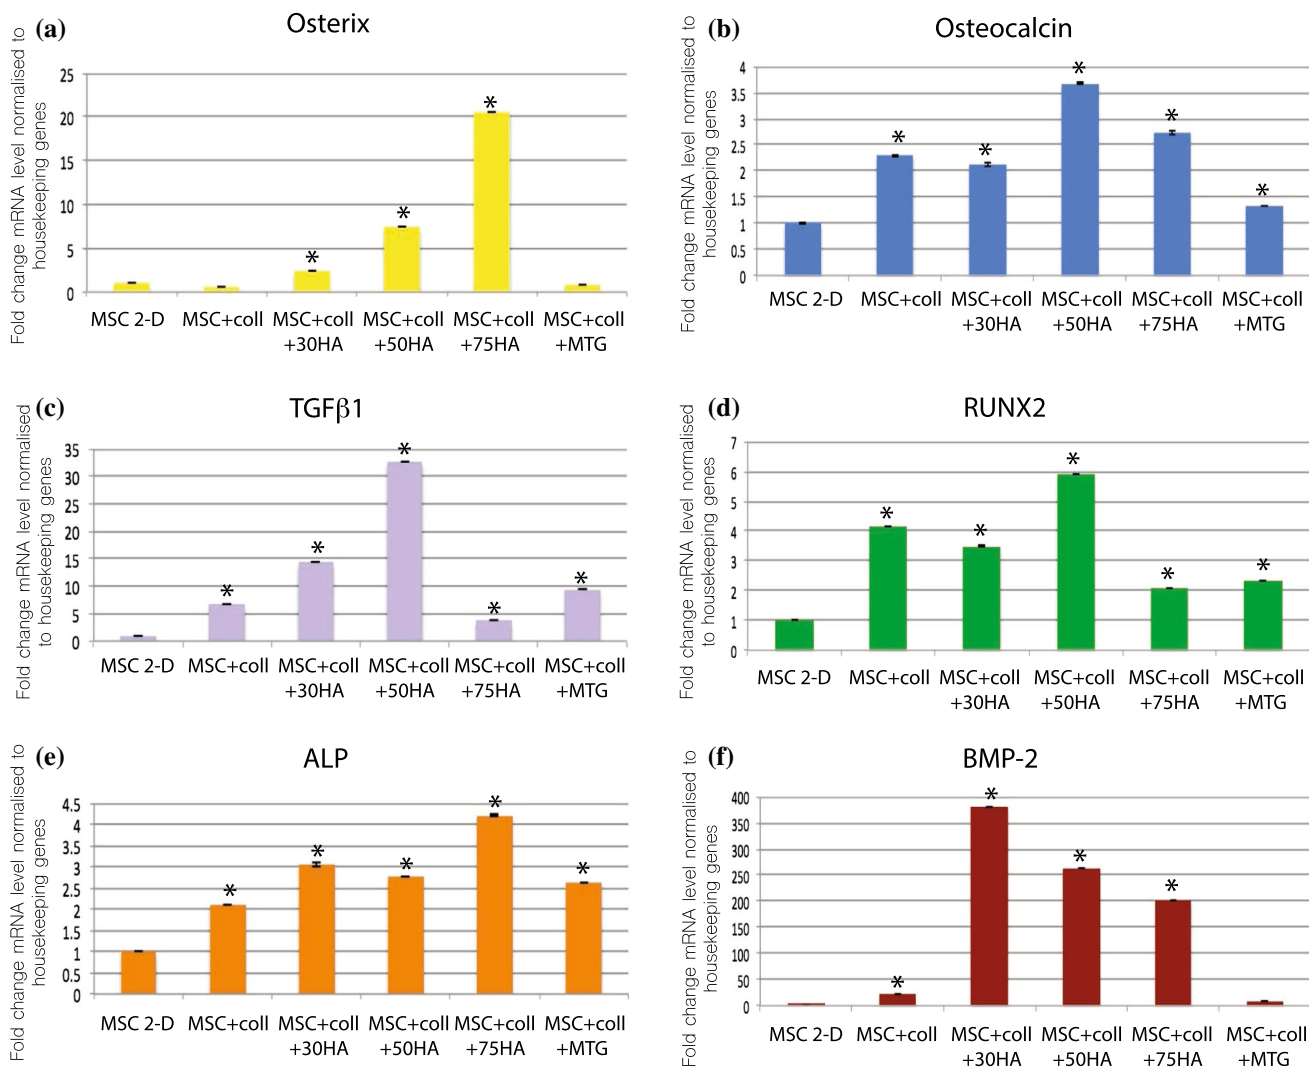 (a)
Osterix
Fold change mRNA level normalised to
housekeeping genes
25
20
15
10
5
0
*
*
*
MSC 2-D
MSC+coll
MSC+coll
+30HA
MSC+coll
+50HA
MSC+coll
+75HA
MSC+coll
+MTG
(b)
Osteocalcin
Fold change mRNA level normalised to
housekeeping genes
4
3.5
3
2.5
2
1.5
1
0.5
0
*
*
*
*
*
MSC 2-D
MSC+coll
MSC+coll
+30HA
MSC+coll
+50HA
MSC+coll
+75HA
MSC+coll
+MTG
(c)
TGFβ1
Fold change mRNA level normalised
to housekeeping genes
35
30
25
20
15
10
5
0
*
*
*
*
*
MSC 2-D
MSC+coll
MSC+coll
+30HA
MSC+coll
+50HA
MSC+coll
+75HA
MSC+coll
+MTG
(d)
RUNX2
Fold change mRNA level normalised
to housekeeping genes
7
6
5
4
3
2
1
0
*
*
*
*
*
MSC 2-D
MSC+coll
MSC+coll
+30HA
MSC+coll
+50HA
MSC+coll
+75HA
MSC+coll
+MTG
(e)
ALP
Fold change mRNA level normalised to
housekeeping genes
4.5
4
3.5
3
2.5
2
1.5
1
0.5
0
*
*
*
*
*
MSC 2-D
MSC+coll
MSC+coll
+30HA
MSC+coll
+50HA
MSC+coll
+75HA
MSC+coll
+MTG
(f)
BMP-2
Fold change mRNA level normalised to
housekeeping genes
400
350
300
250
200
150
100
50
0
*
*
*
*
MSC 2-D
MSC+coll
MSC+coll
+30HA
MSC+coll
+50HA
MSC+coll
+75HA
MSC+coll
+MTG